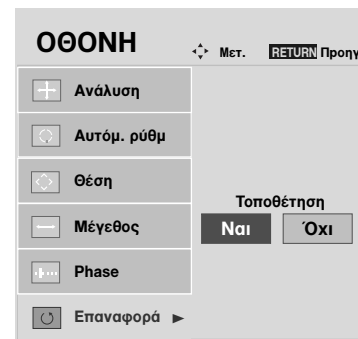 ΟΘΟΝΗ
Μετ. RETURN Προηγ
Ανάλυση
Αυτόμ. ρύθμ
Θέση
Μέγεθος
Phase
Επαναφορά ►
Τοποθέτηση
Ναι Όχι